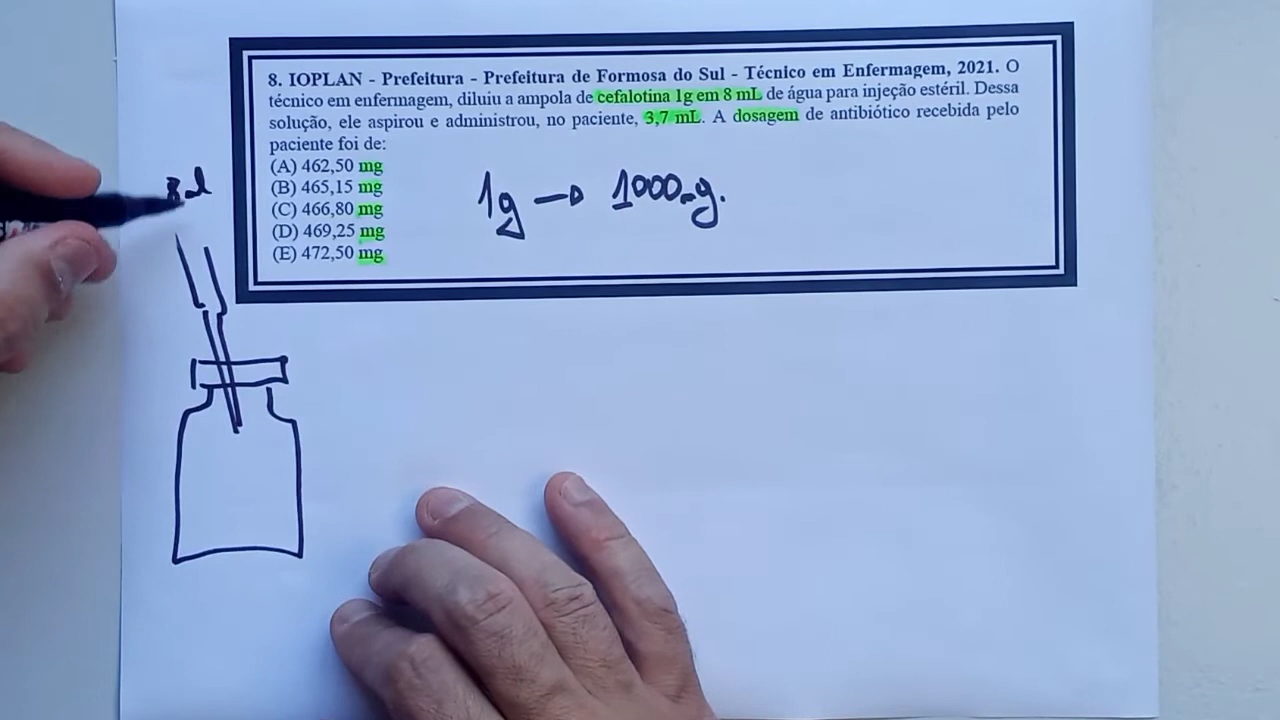 8. IOPLAN - Prefeitura - Prefeitura de Formosa do Sul - Técnico em Enfermagem, 2021. O
técnico em enfermagem, diluiu a ampola de cefalotina 1g em 8 mL de água para injeção estéril. Dessa
solução, ele aspirou e administrou, no paciente, 3,7 mL. A dosagem de antibiótico recebida pelo
paciente foi de:
(A) 462,50 mg
(B) 465,15 mg
(C) 466,80 mg
(D) 469,25 mg
(E) 472,50 mg
1g → 1000mg.